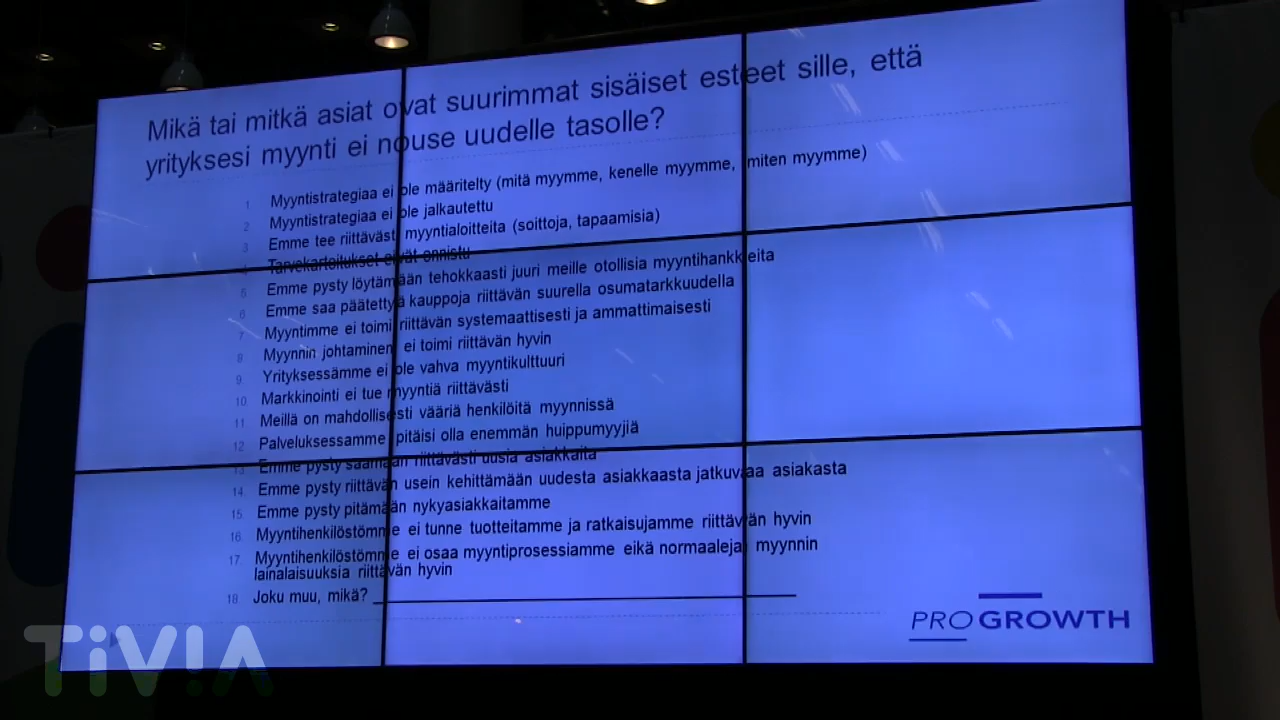 Mikä tai mitkä asiat ovat suurimmat sisäiset esteet sille, että
yrityksesi myynti ei nouse uudelle tasolle?
1 Myyntistrategiaa ei ole määritelty (mitä myymme, kenelle myymme, miten myymme)
2 Myyntistrategiaa ei ole jalkautettu
3 Emme tee riittävästi myyntialoitteita (soittoja, tapaamisia)
4 Tarvekartoitukset eivät onnistu
5 Emme pysty löytämään tehokkaasti juuri meille otollisia myyntihankkeita
6 Emme saa päätettyä kauppoja riittävän suurella osumatarkkuudella
7 Myyntimme ei toimi riittävän systemaattisesti ja ammattimaisesti
8 Myynnin johtaminen ei toimi riittävän hyvin
9. Yrityksessämme ei ole vahva myyntikulttuuri
10. Markkinointi ei tue myyntiä riittävästi
11. Meillä on mahdollisesti vääriä henkilöitä myynnissä
12 Palveluksessamme pitäisi olla enemmän huippumyyjiä
13 Emme pysty saamaan riittävästi uusia asiakkaita
14. Emme pysty riittävän usein kehittämään uudesta asiakkaasta jatkuvaa asiakasta
15. Emme pysty pitämään nykyasiakkaitamme
16 Myyntihenkilöstömme ei tunne tuotteitamme ja ratkaisujamme riittävän hyvin
17. Myyntihenkilöstömme ei osaa myyntiprosessiamme eikä normaaleja myynnin
lainalaisuuksia riittävän hyvin
18 Joku muu, mikä?
PROGROWTH
TiViA